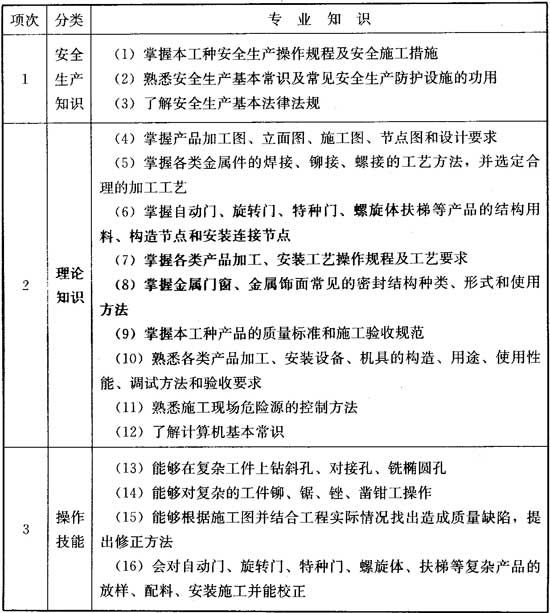 项次 分类 专业知识
1
安全
生产
知识
(1) 掌握本工种安全生产操作规程及安全施工措施
(2) 熟悉安全生产基本常识及常见安全生产防护设施的功用
(3) 了解安全生产基本法律法规
2
理论
知识
(4) 掌握产品加工图、立面图、施工图、节点图和设计要求
(5) 掌握各类金属件的焊接、铆接、螺接的工艺方法，并选定合
理的加工工艺
(6) 掌握自动门、旋转门、特种门、螺旋体扶梯等产品的结构用
料、构造节点和安装连接节点
(7) 掌握各类产品加工、安装工艺操作规程及工艺要求
(8) 掌握金属门窗、金属饰面常见的密封结构种类、形式和使用
方法
(9) 掌握本工种产品的质量标准和施工验收规范
(10) 熟悉各类产品加工、安装设备、机具的构造、用途、使用性
能、调试方法和验收要求
(11) 熟悉施工现场危险源的控制方法
(12) 了解计算机基本常识
3
操作
技能
(13) 能够在复杂工件上钻斜孔、对接孔、铣椭圆孔
(14) 能够对复杂的工件铆、锯、锉、凿钳工操作
(15) 能够根据施工图并结合工程实际情况找出造成质量缺陷，提
出修正方法
(16) 会对自动门、旋转门、特种门、螺旋体、扶梯等复杂产品的
放样、配料、安装施工并能校正